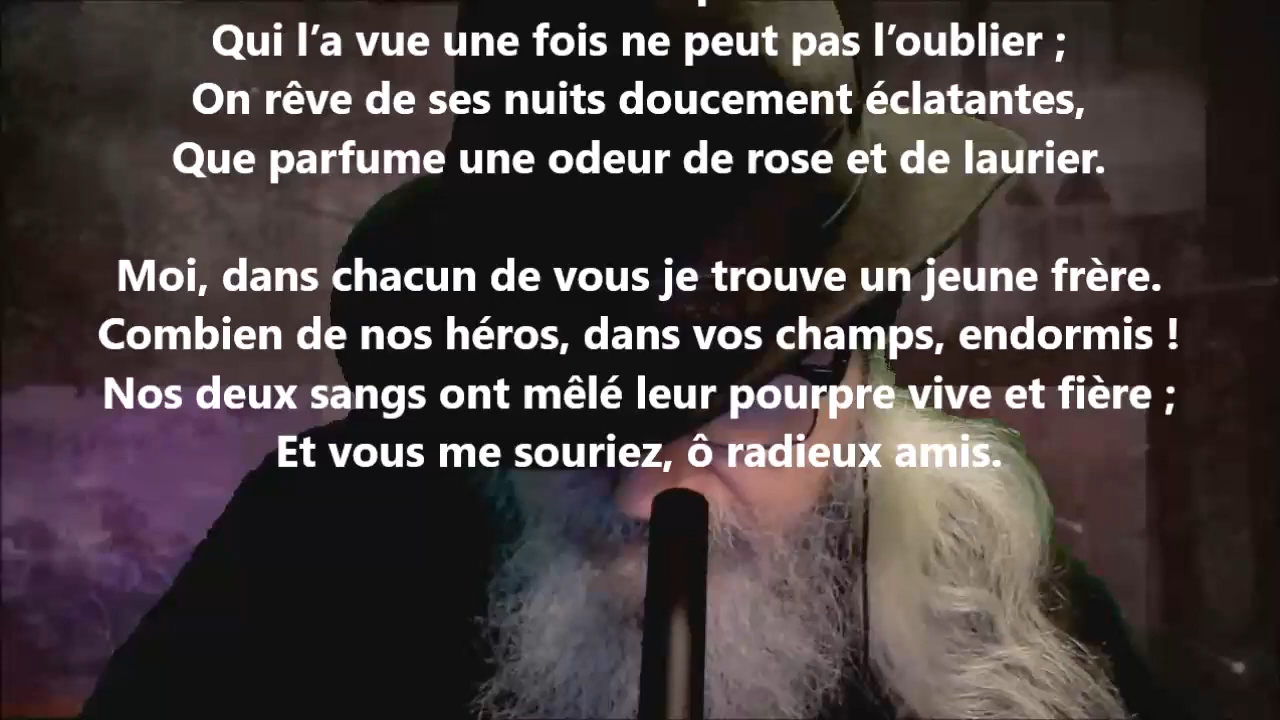 Qui l’a vue une fois ne peut pas l’oublier ;
On rêve de ses nuits doucement éclatantes,
Que parfume une odeur de rose et de laurier.
Moi, dans chacun de vous je trouve un jeune frère.
Combien de nos héros, dans vos champs, endormis !
Nos deux sangs ont mêlé leur pourpre vive et fière ;
Et vous me souriez, ô radieux amis.